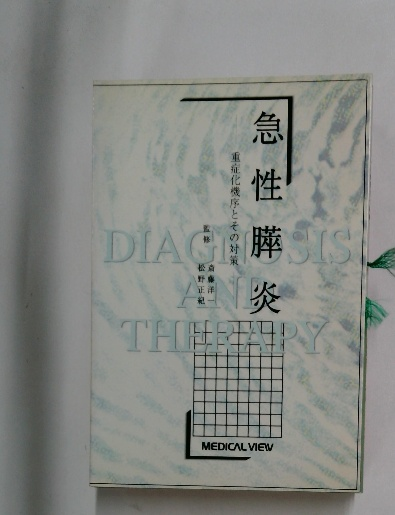 急性膵炎
重症化機序とその対策
監修
斎藤洋一
松野正紀
DIAGNOSIS
AND
THERAPY
MEDICAL VIEW